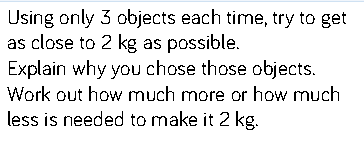 Using only 3 objects each time, try to get
as close to 2 kg as possible.
Explain why you chose those objects.
Work out how much more or how much
less is needed to make it 2 kg.